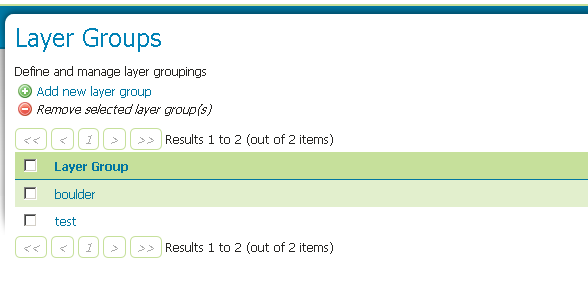 Layer Groups
Define and manage layer groupings
Add new layer group
Remove selected layer group(s)
<< < 1 > >> Results 1 to 2 (out of 2 items)
Layer Group
boulder
test
<< < 1 > >> Results 1 to 2 (out of 2 items)